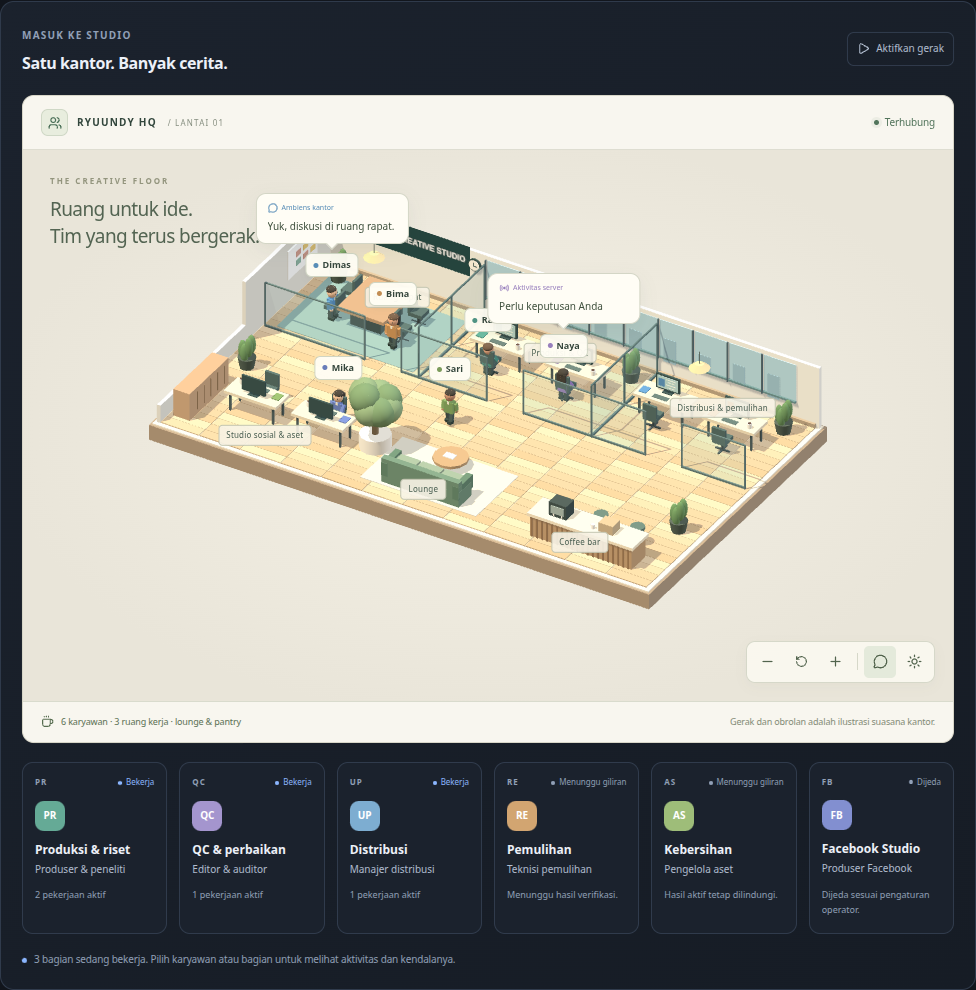 MASUK KE STUDIO
Satu kantor. Banyak cerita.
Aktifkan gerak
RYUUNDY HQ / LANTAI 01
Terhubung
THE CREATIVE FLOOR
Ruang untuk ide.
Tim yang terus bergerak.
Ambiens kantor
Yuk, diskusi di ruang rapat.
CREATIVE STUDIO
Dimas
Bima
Aktivitas server
Perlu keputusan Anda
Naya
Mika
Sari
Distribusi & pemulihan
Studio sosial & aset
Lounge
Coffee bar
6 karyawan · 3 ruang kerja · lounge & pantry
Gerak dan obrolan adalah ilustrasi suasana kantor.
PR Bekerja
PR
Produksi & riset
Produser & peneliti
2 pekerjaan aktif
QC Bekerja
QC
QC & perbaikan
Editor & auditor
1 pekerjaan aktif
UP Bekerja
UP
Distribusi
Manajer distribusi
1 pekerjaan aktif
RE Menunggu giliran
RE
Pemulihan
Teknisi pemulihan
Menunggu hasil verifikasi.
AS Menunggu giliran
AS
Kebersihan
Pengelola aset
Hasil aktif tetap dilindungi.
FB Dijeda
FB
Facebook Studio
Produser Facebook
Dijeda sesuai pengaturan
operator.
3 bagian sedang bekerja. Pilih karyawan atau bagian untuk melihat aktivitas dan kendalanya.